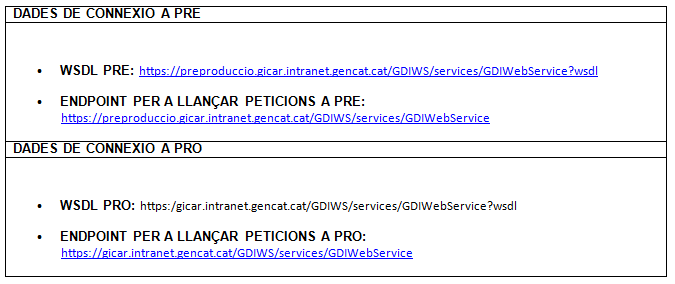 DADES DE CONNEXIO A PRE
• WSDL PRE: https://preproduccio.gicar.intranet.gencat.cat/GDIWS/services/GDIWebService?wsdl
• ENDPOINT PER A LLANÇAR PETICIONS A PRE:
https://preproduccio.gicar.intranet.gencat.cat/GDIWS/services/GDIWebService
DADES DE CONNEXIO A PRO
• WSDL PRO: https:/gicar.intranet.gencat.cat/GDIWS/services/GDIWebService?wsdl
• ENDPOINT PER A LLANÇAR PETICIONS A PRO:
https://gicar.intranet.gencat.cat/GDIWS/services/GDIWebService